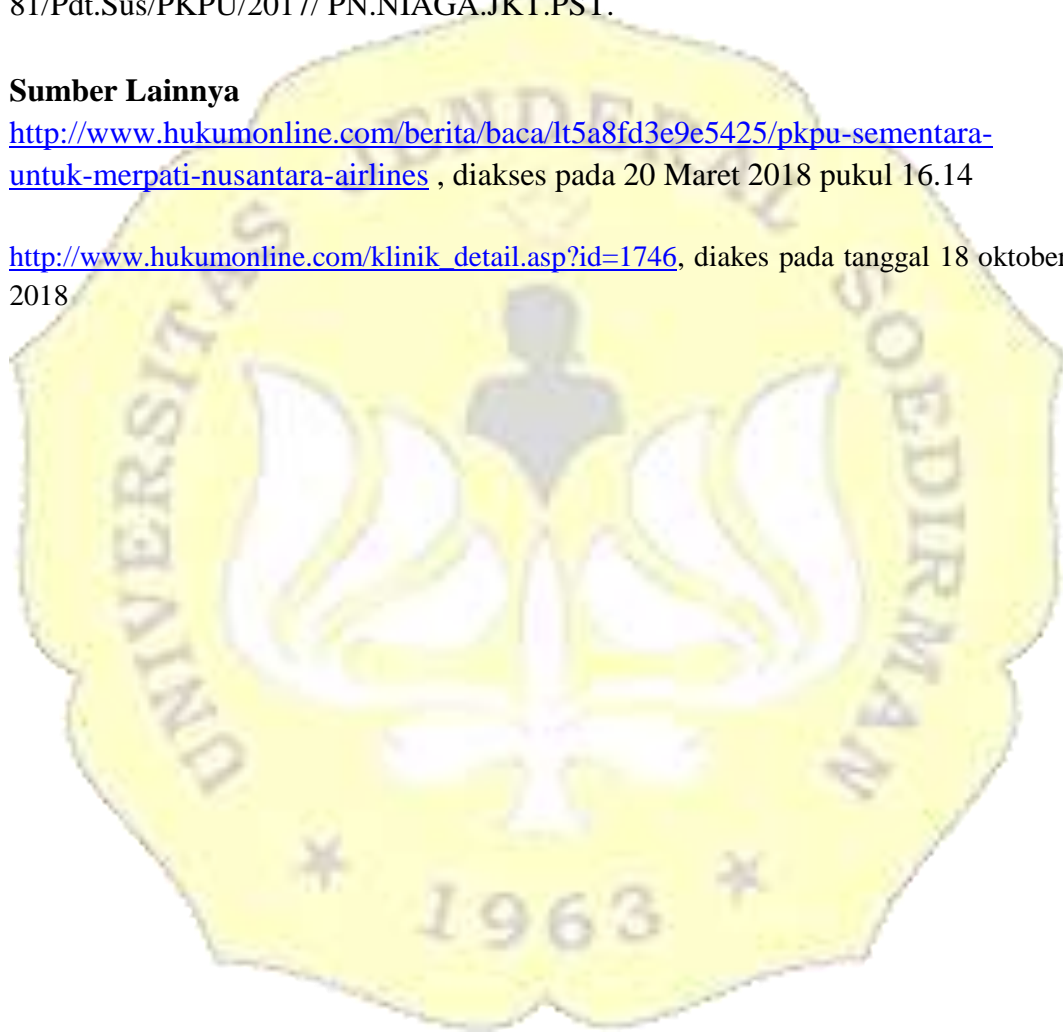 81/Pdt.Sus/PKPU/2017/ PN.NIAGA.JKT.PST.
Sumber Lainnya
http://www.hukumonline.com/berita/baca/lt5a8fd3e9e5425/pkpu-sementara-
untuk-merpati-nusantara-airlines , diakses pada 20 Maret 2018 pukul 16.14
http://www.hukumonline.com/klinik_detail.asp?id=1746, diakes pada tanggal 18 oktober
2018
UNIVERSITAS JENDERAL SOEDIRMAN
* 1963 *